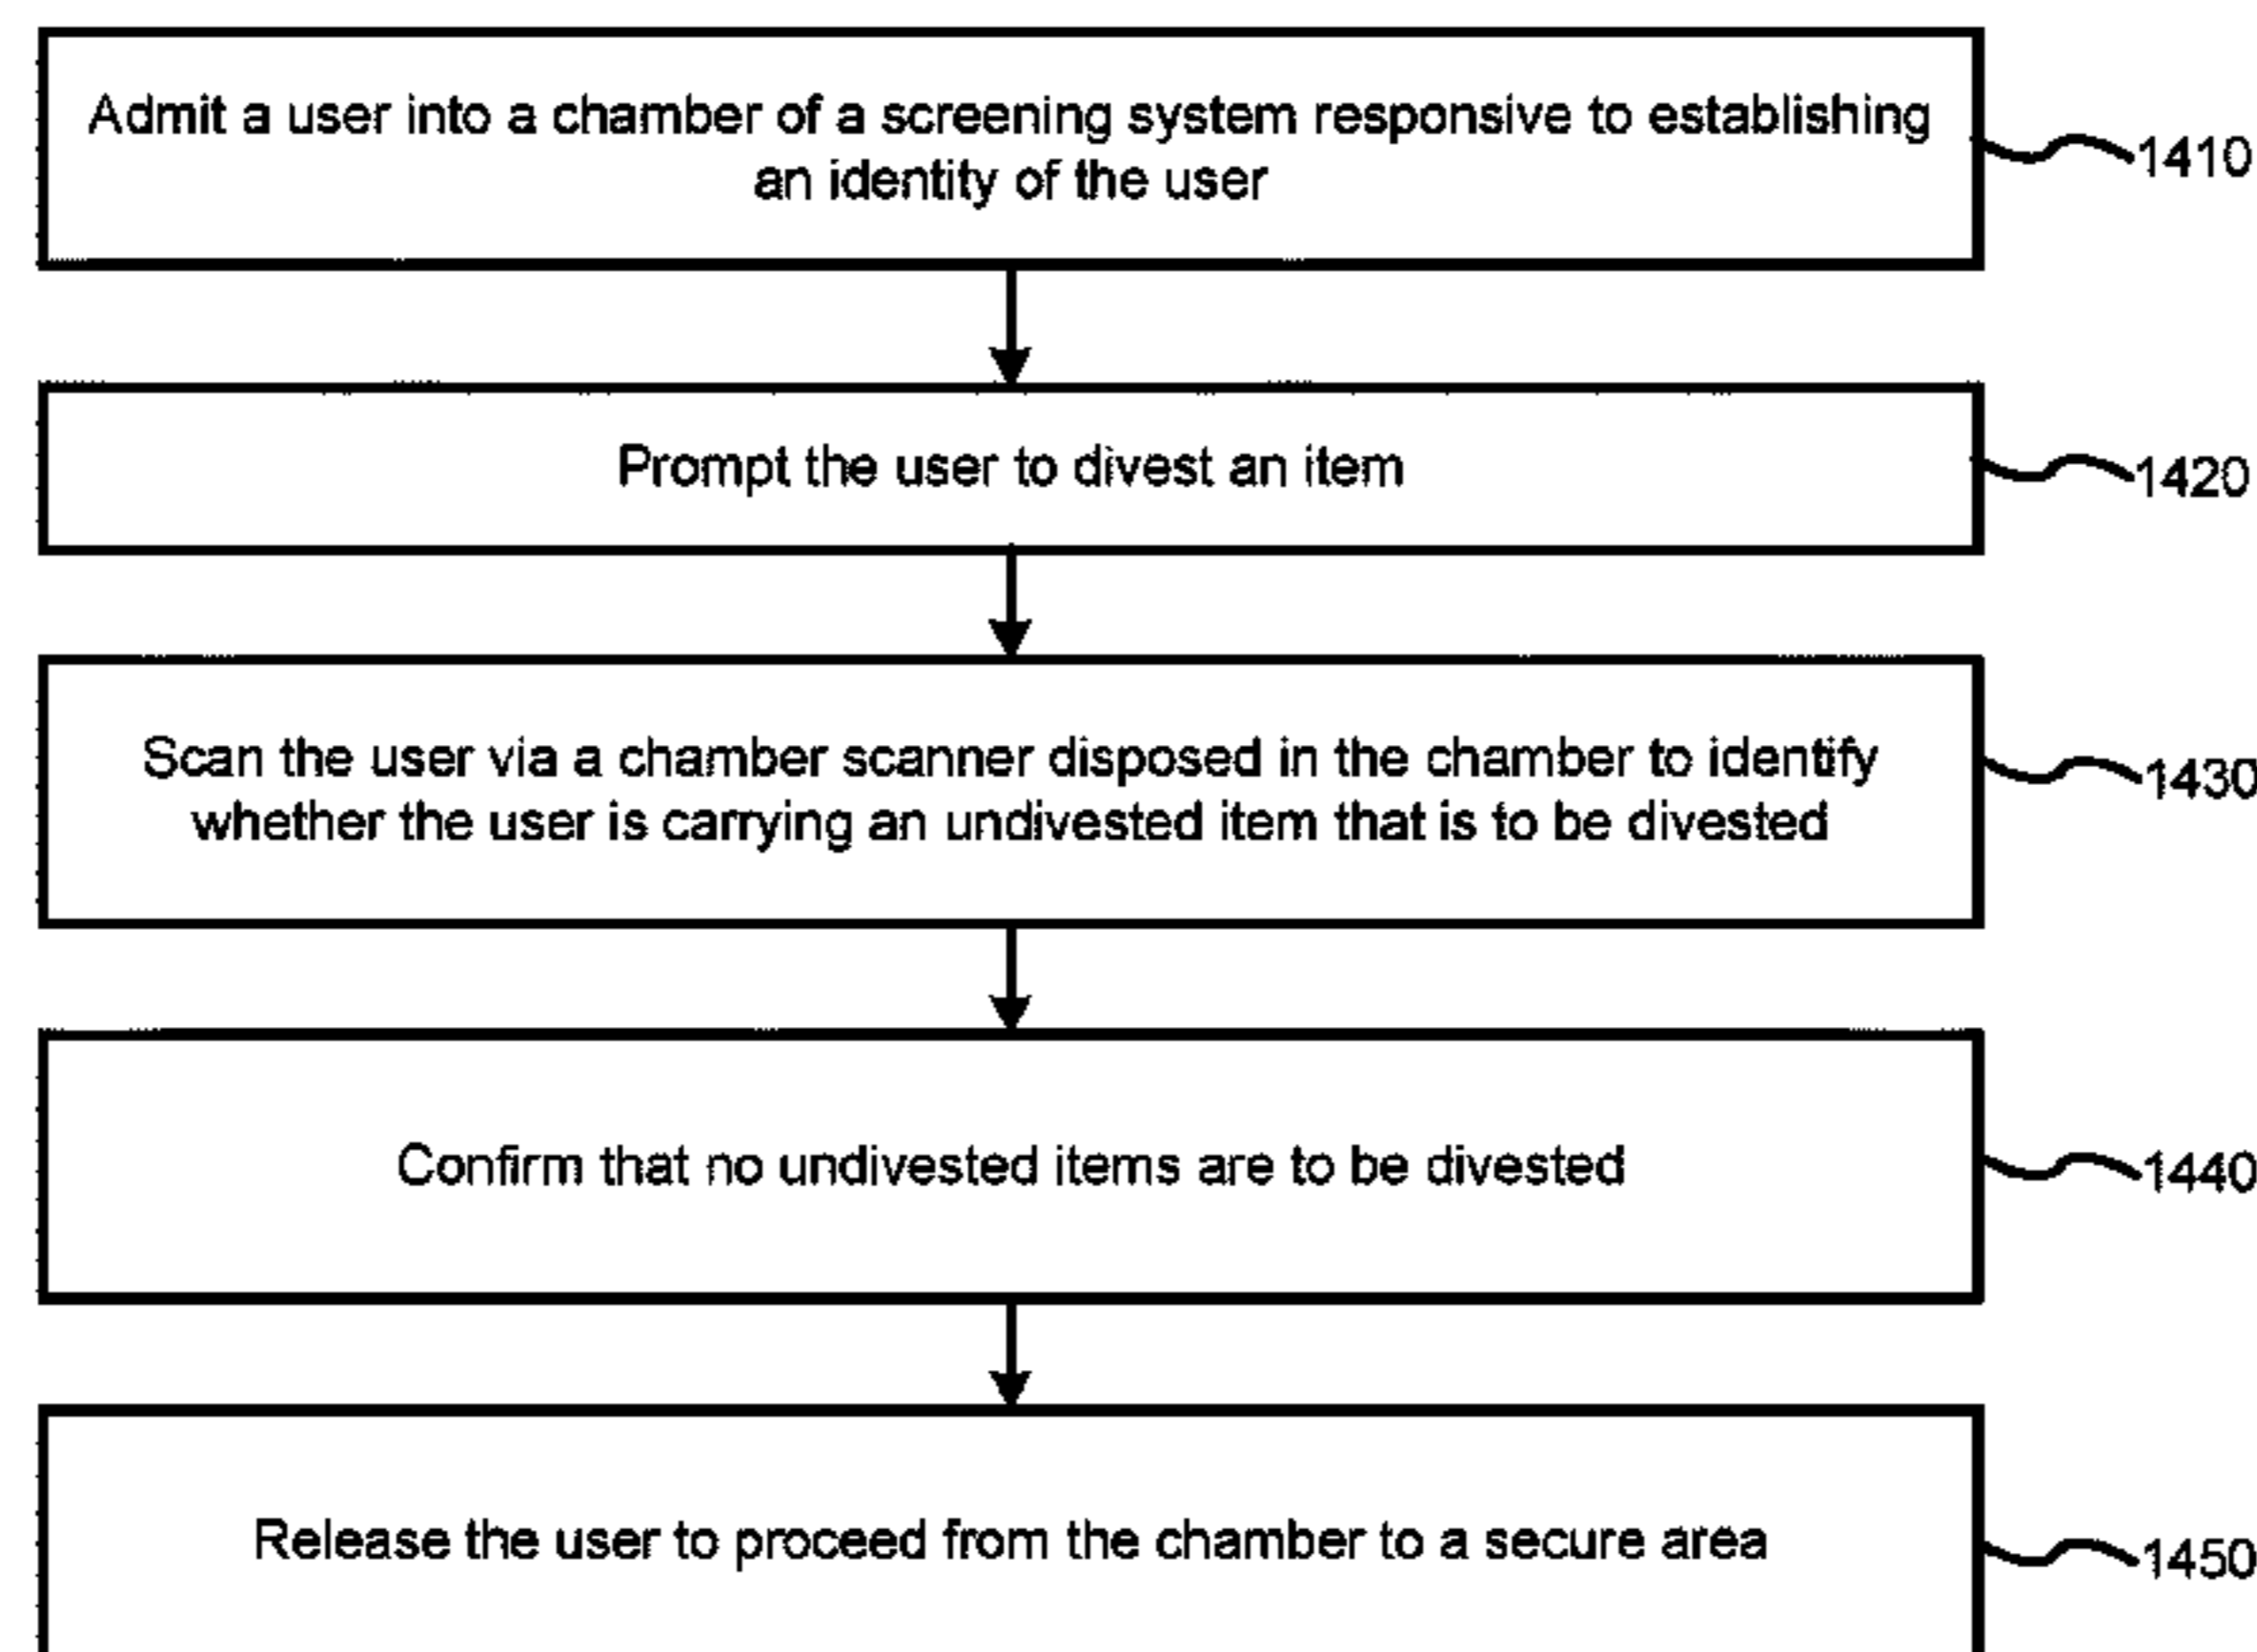 Admit a user into a chamber of a screening system responsive to establishing
an identity of the user
1410
Prompt the user to divest an item
1420
Scan the user via a chamber scanner disposed in the chamber to identify
whether the user is carrying an undivested item that is to be divested
1430
Confirm that no undivested items are to be divested
1440
Release the user to proceed from the chamber to a secure area
1450